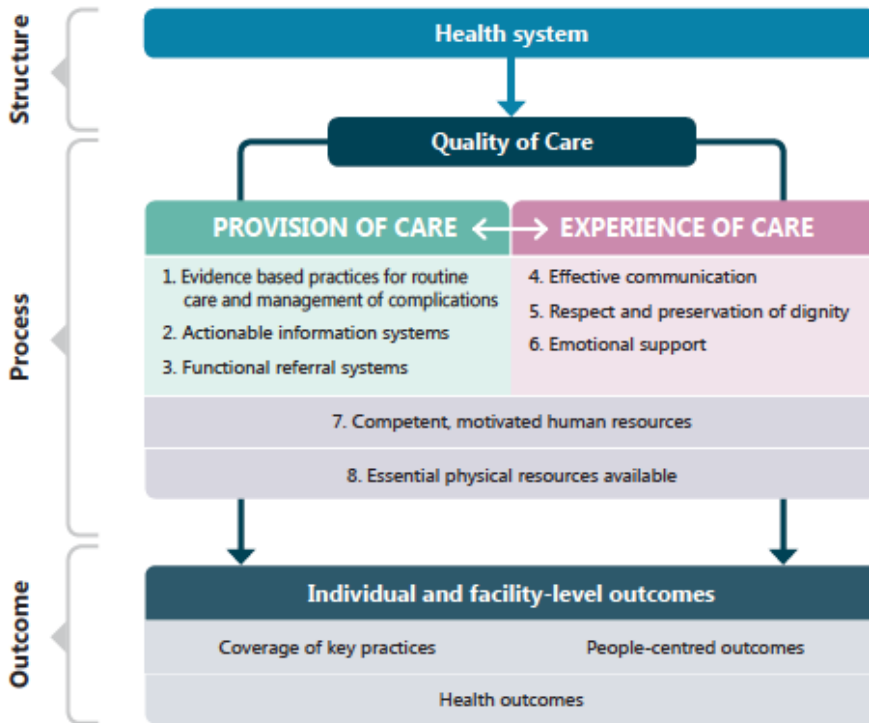 Structure
Health system
Process
Quality of Care
PROVISION OF CARE
EXPERIENCE OF CARE
1. Evidence based practices for routine
care and management of complications
2. Actionable information systems
3. Functional referral systems
4. Effective communication
5. Respect and preservation of dignity
6. Emotional support
7. Competent, motivated human resources
8. Essential physical resources available
Outcome
Individual and facility-level outcomes
Coverage of key practices
People-centred outcomes
Health outcomes